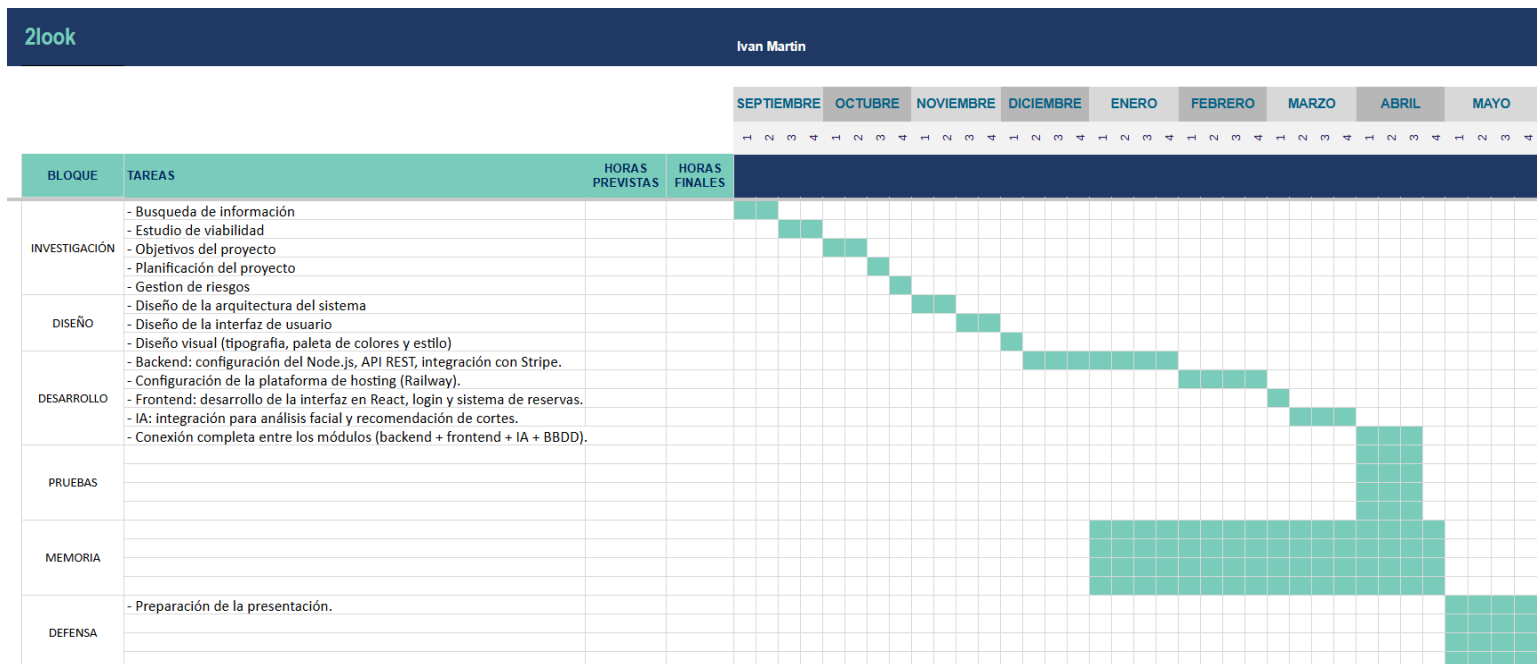 2look
Ivan Martin
SEPTIEMBRE OCTUBRE NOVIEMBRE DICIEMBRE ENERO FEBRERO MARZO ABRIL MAYO
1 2 3 4 1 2 3 4 1 2 3 4 1 2 3 4 1 2 3 4 1 2 3 4 1 2 3 4 1 2 3 4 1 2 3 4
BLOQUE TAREAS HORAS PREVISTAS HORAS FINALES
INVESTIGACIÓN
- Busqueda de información
- Estudio de viabilidad
- Objetivos del proyecto
- Planificación del proyecto
- Gestion de riesgos
DISEÑO
- Diseño de la arquitectura del sistema
- Diseño de la interfaz de usuario
- Diseño visual (tipografia, paleta de colores y estilo)
DESARROLLO
- Backend: configuración del Node.js, API REST, integración con Stripe.
- Configuración de la plataforma de hosting (Railway).
- Frontend: desarrollo de la interfaz en React, login y sistema de reservas.
- IA: integración para análisis facial y recomendación de cortes.
- Conexión completa entre los módulos (backend + frontend + IA + BBDD).
PRUEBAS
MEMORIA
DEFENSA
- Preparación de la presentación.